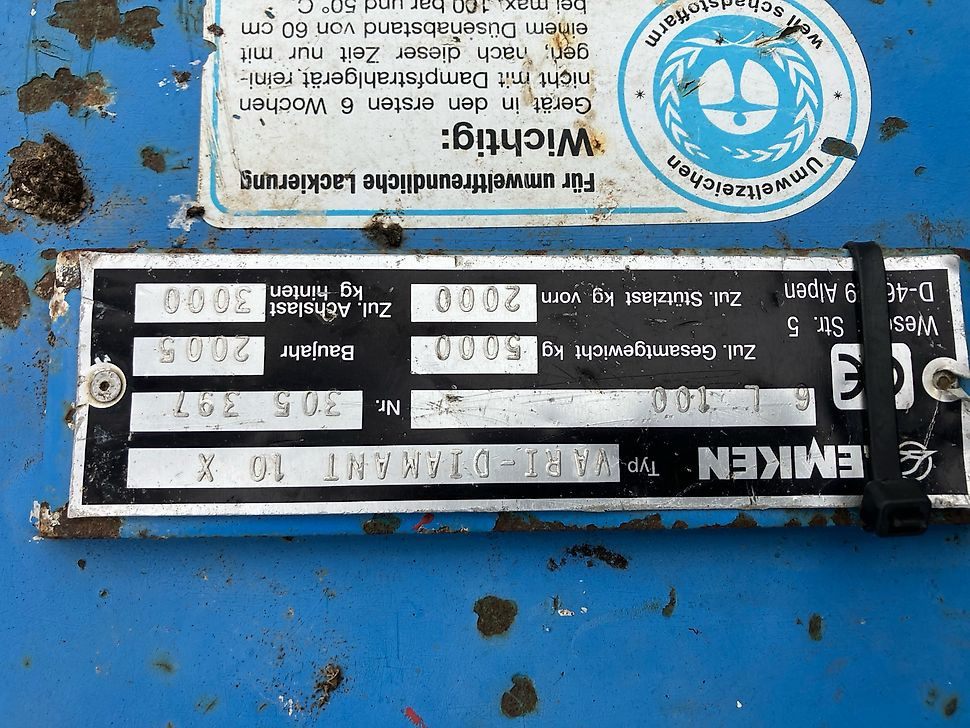 LEMKEN Typ VARI-DIAMANT 10 X
CE 6 L 100 Nr. 305 397
Str. 5 Zul. Gesamtgewicht kg 5000 Baujahr 2005
Alpen Zul. Stützlast kg vorn 2000 Zul. Achslast
kg hinten 3000
Umweltzeichen
weil schadstoffarm
Für umweltfreundliche Lackierung
Wichtig:
Gerät in den ersten 6 Wochen
nicht mit Dampfstrahlgerät reini-
gen, nach dieser Zeit nur mit
einem Düsenabstand von 60 cm
bei max. 100 bar und 50° C.